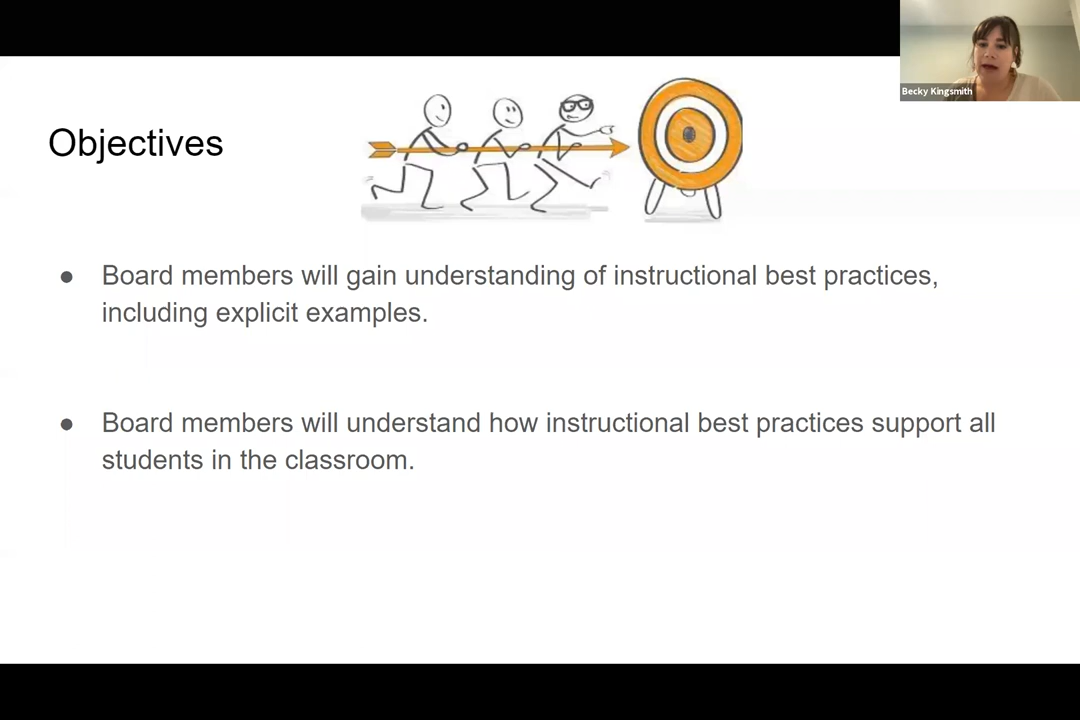 Becky Kingsmith
Objectives
● Board members will gain understanding of instructional best practices,
including explicit examples.
● Board members will understand how instructional best practices support all
students in the classroom.